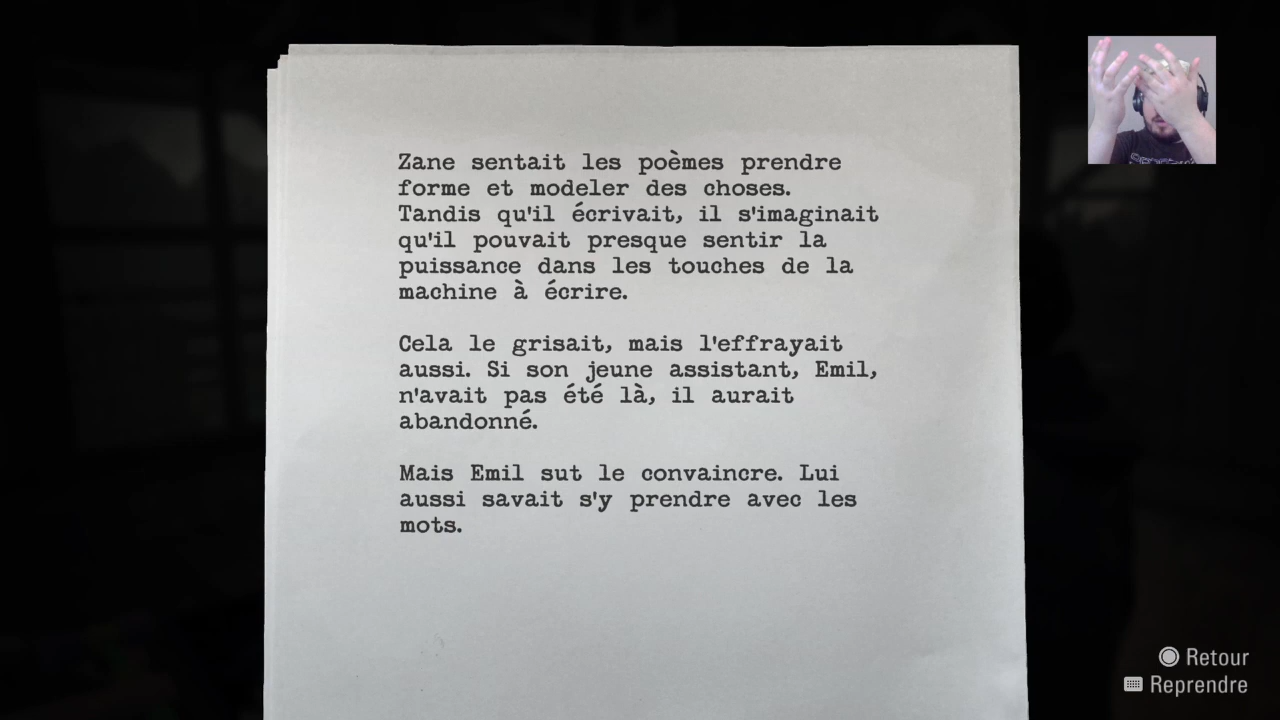 Zane sentait les poèmes prendre
forme et modeler des choses.
Tandis qu'il écrivait, il s'imaginait
qu'il pouvait presque sentir la
puissance dans les touches de la
machine à écrire.
Cela le grisait, mais l'effrayait
aussi. Si son jeune assistant, Emil,
n'avait pas été là, il aurait
abandonné.
Mais Emil sut le convaincre. Lui
aussi savait s'y prendre avec les
mots.
Retour
Reprendre